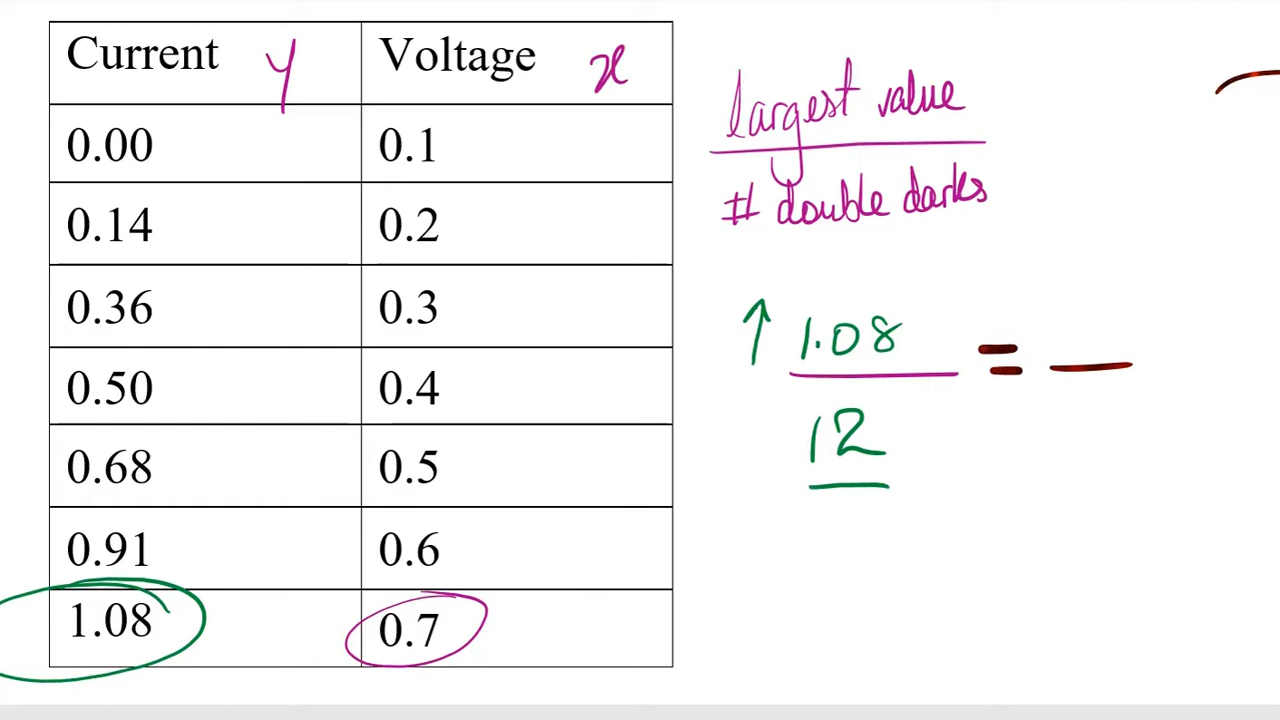 Current y Voltage x
0.00 0.1
0.14 0.2
0.36 0.3
0.50 0.4
0.68 0.5
0.91 0.6
1.08 0.7
largest value
# double darks
↑ 1.08 =
12